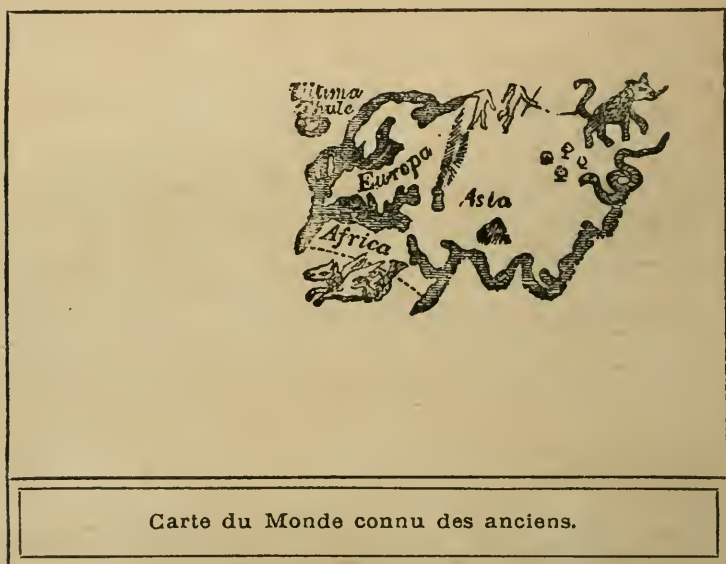 Ultima
Thule
Europa
Asia
Africa
Carte du Monde connu des anciens.